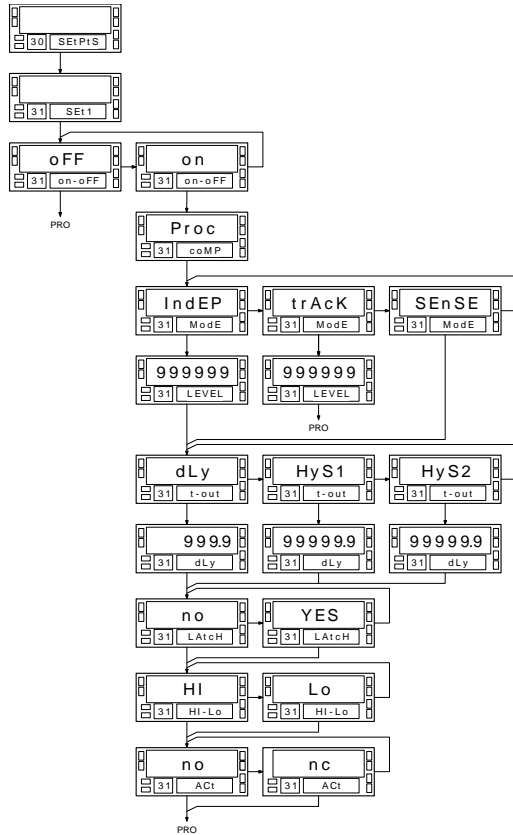 30 SEtPtS
31 SEt1
oFF on
31 on-oFF 31 on-oFF
PRO
Proc
31 coMP
IndEP trAcK SEnSE
31 ModE 31 ModE 31 ModE
999999 999999
31 LEVEL 31 LEVEL
PRO
dLy HyS1 HyS2
31 t-out 31 t-out 31 t-out
999.9 99999.9 99999.9
31 dLy 31 dLy 31 dLy
no YES
31 LAtcH 31 LAtcH
HI Lo
31 HI-Lo 31 HI-Lo
no nc
31 ACt 31 ACt
PRO